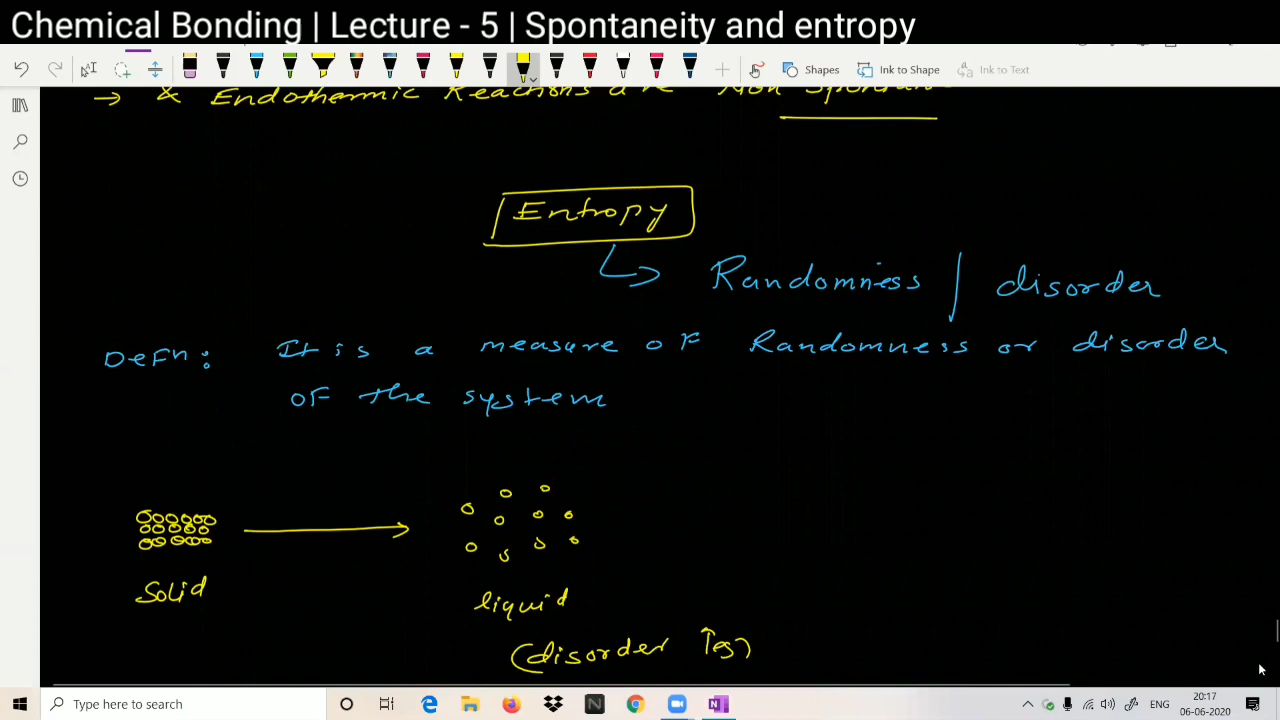 Chemical Bonding | Lecture - 5 | Spontaneity and entropy
Shapes Ink to Shape Ink to Text
→ & Endothermic Reactions are Non
Entropy
Randomness / disorder
DeFn: It is a measure oF Randomness or disorder
oF the system
Solid
liquid
(disorder ↑es)
Type here to search
ENG
20:17
06-06-2020